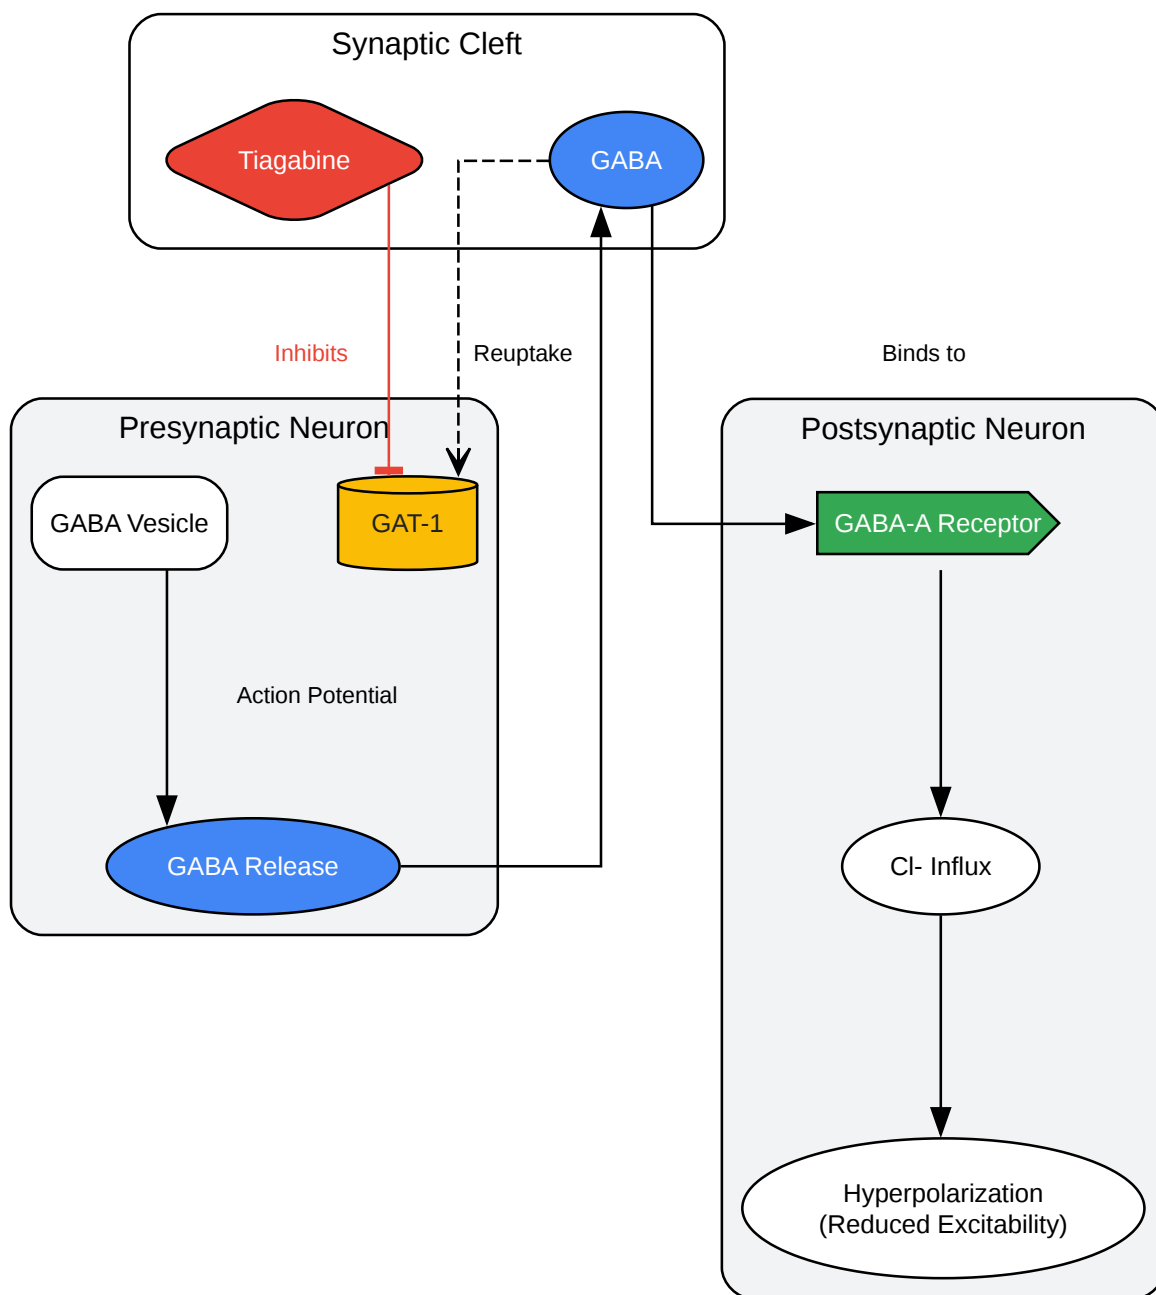 Synaptic Cleft
Tiagabine
GABA
Inhibits
Reuptake
Binds to
Presynaptic Neuron
Postsynaptic Neuron
GABA Vesicle
GAT-1
GABA-A Receptor
Action Potential
GABA Release
Cl- Influx
Hyperpolarization
(Reduced Excitability)